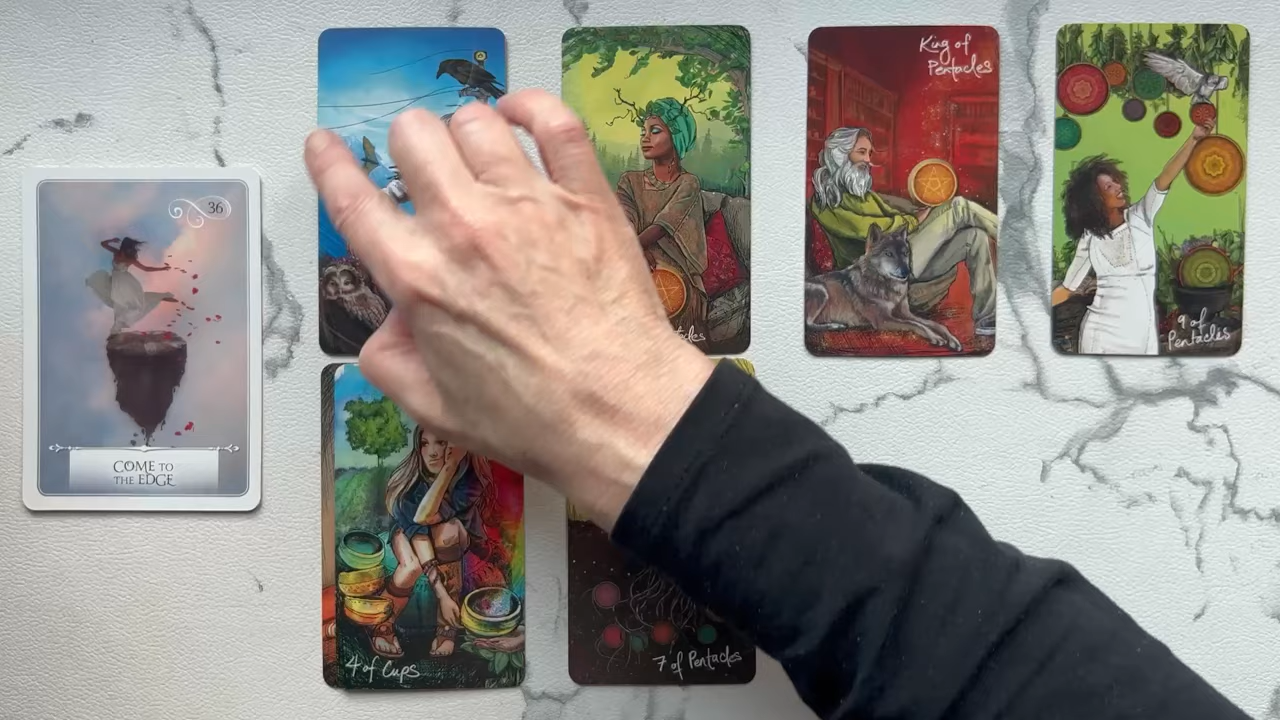 36
COME TO
THE EDGE
King of
Pentacles
9 of
Pentacles
4 of Cups
7 of Pentacles